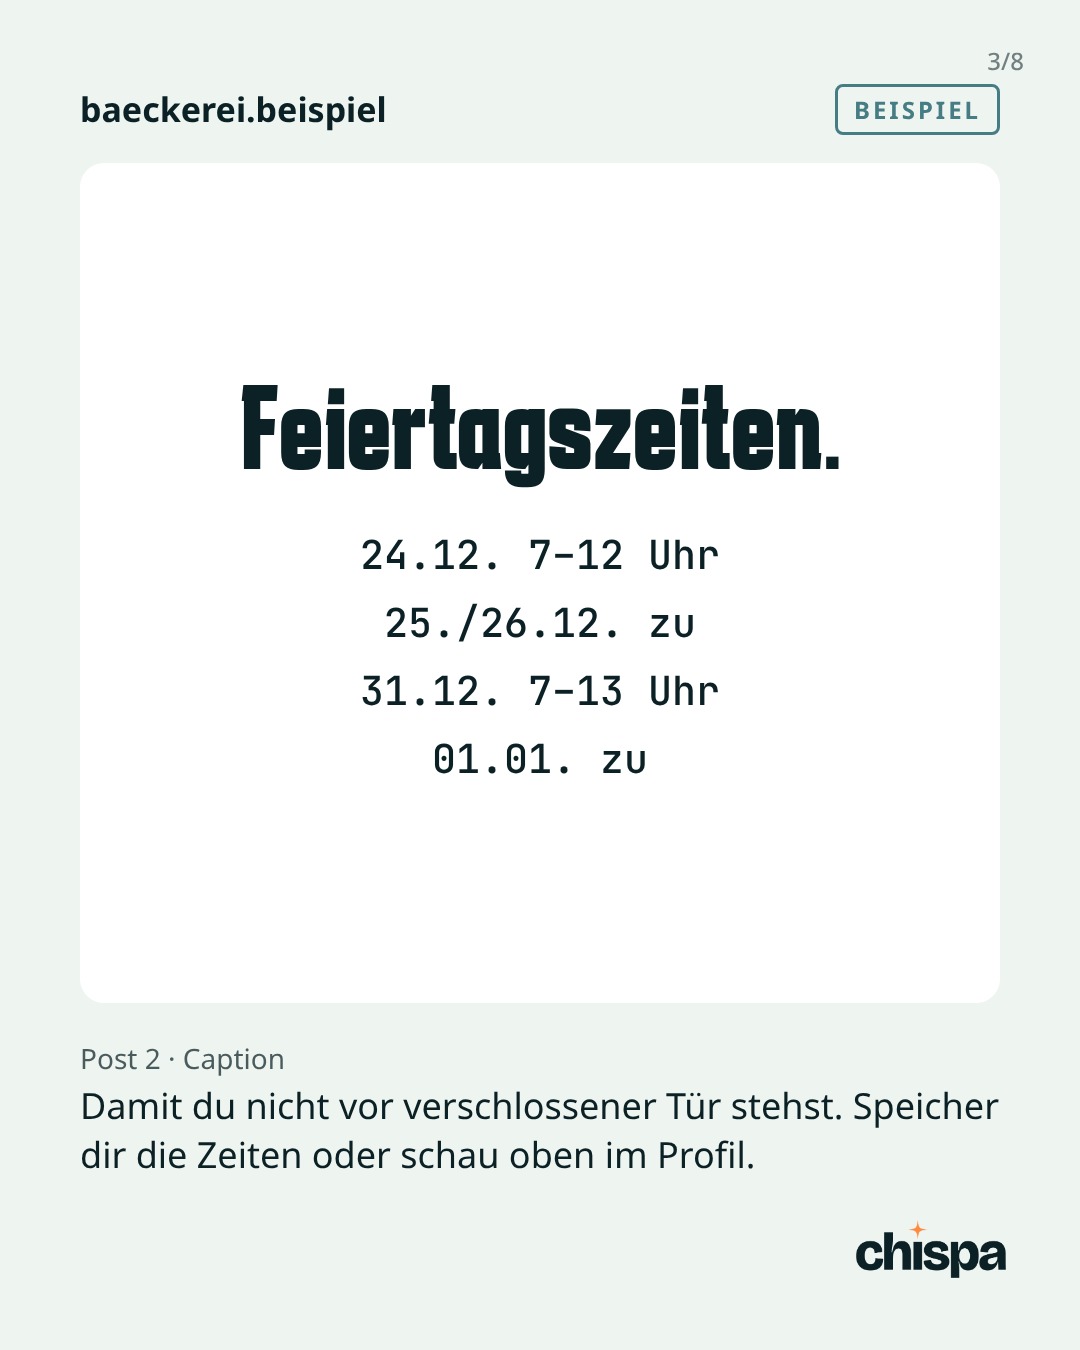 3/8
baeckerei.beispiel
BEISPIEL
Feiertagszeiten.
24.12. 7–12 Uhr
25./26.12. zu
31.12. 7–13 Uhr
01.01. zu
Post 2 · Caption
Damit du nicht vor verschlossener Tür stehst. Speicher
dir die Zeiten oder schau oben im Profil.
chispa